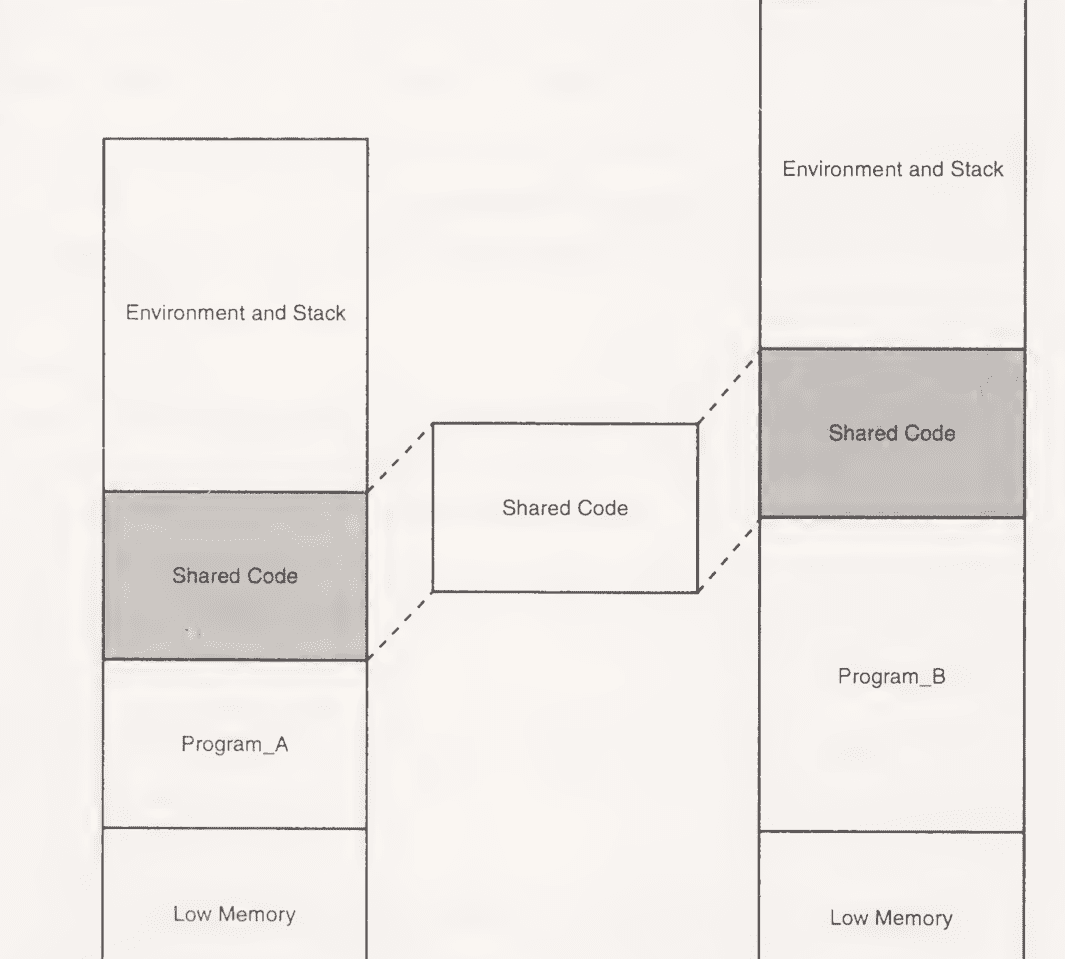 Environment and Stack
Shared Code
Program_A
Low Memory
Shared Code
Environment and Stack
Shared Code
Program_B
Low Memory